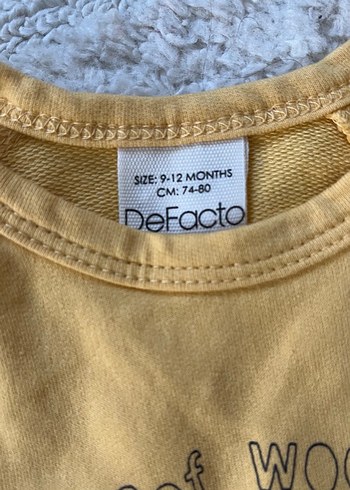 SIZE: 9-12 MONTHS
CM: 74-80
DeFacto